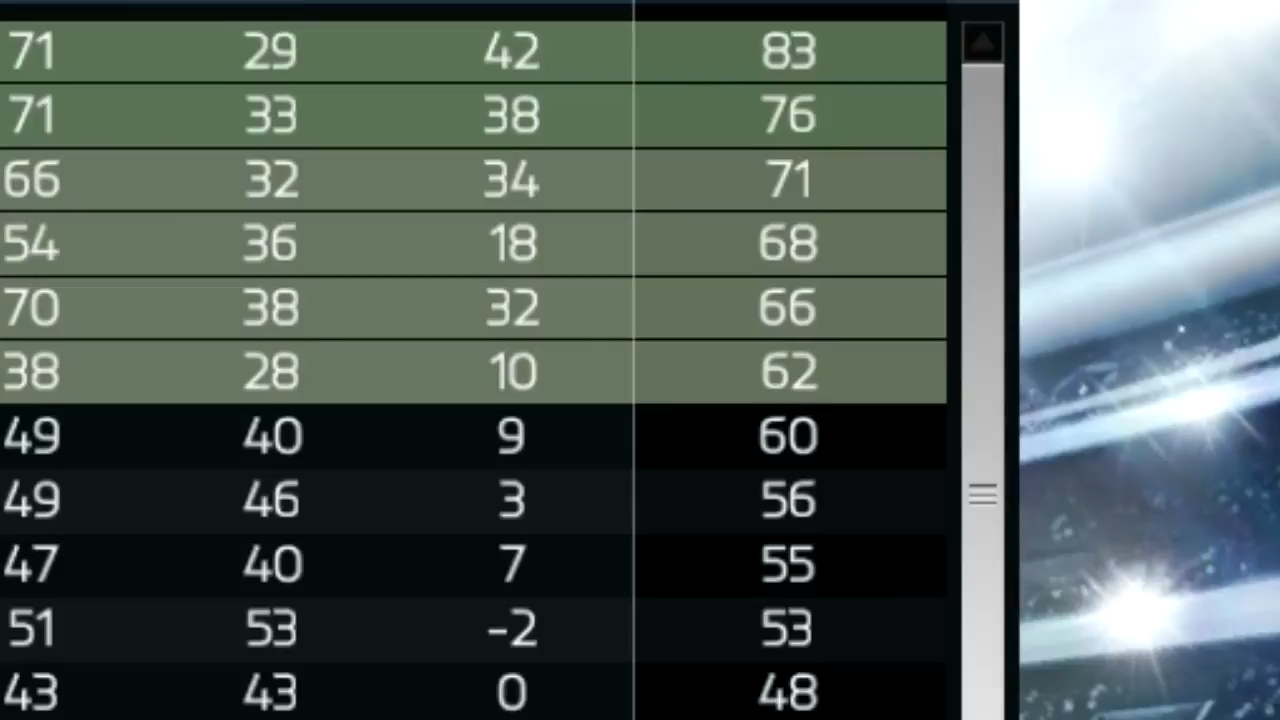 71 29 42 83
71 33 38 76
66 32 34 71
54 36 18 68
70 38 32 66
38 28 10 62
49 40 9 60
49 46 3 56
47 40 7 55
51 53 -2 53
43 43 0 48